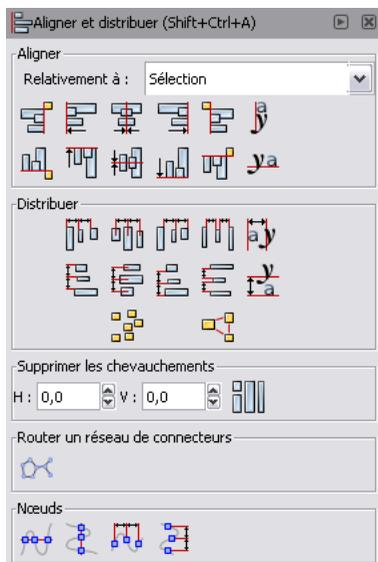 Aligner et distribuer (Shift+Ctrl+A)
Aligner
Relativement à : Sélection
Distribuer
Supprimer les chevauchements
H : 0,0 V : 0,0
Router un réseau de connecteurs
Nœuds